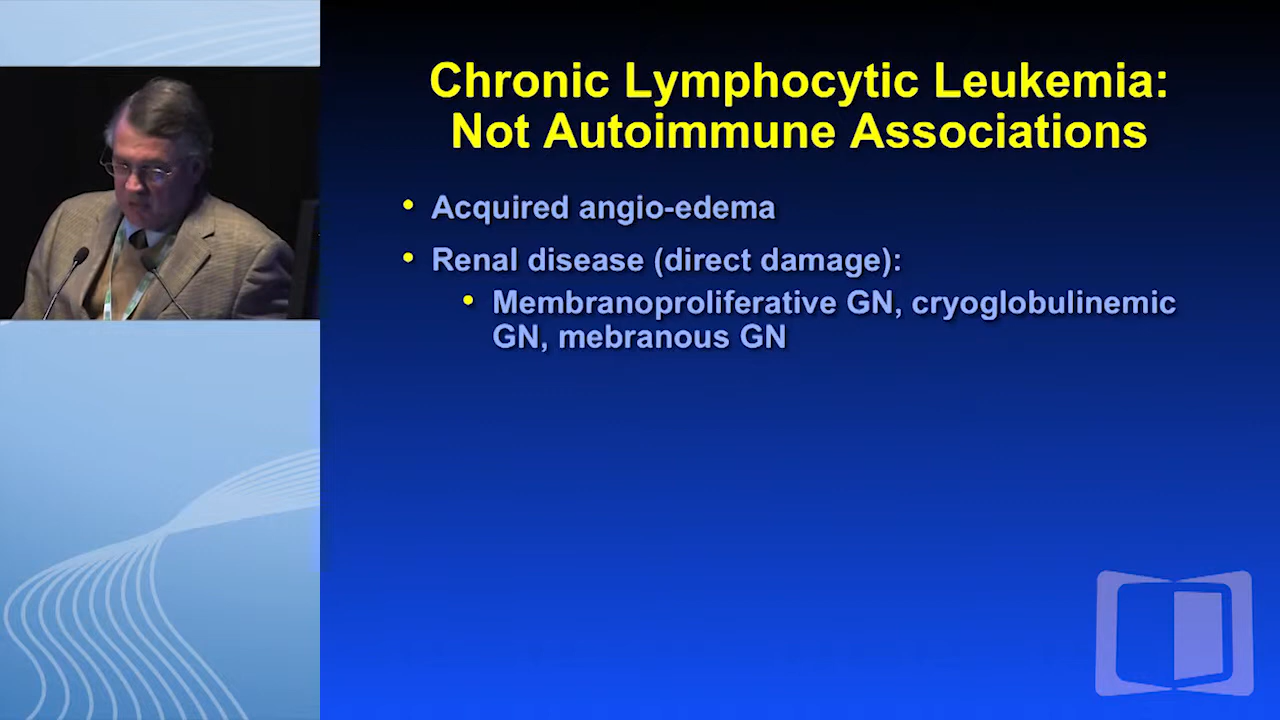 Chronic Lymphocytic Leukemia:
Not Autoimmune Associations
• Acquired angio-edema
• Renal disease (direct damage):
• Membranoproliferative GN, cryoglobulinemic
GN, mebranous GN